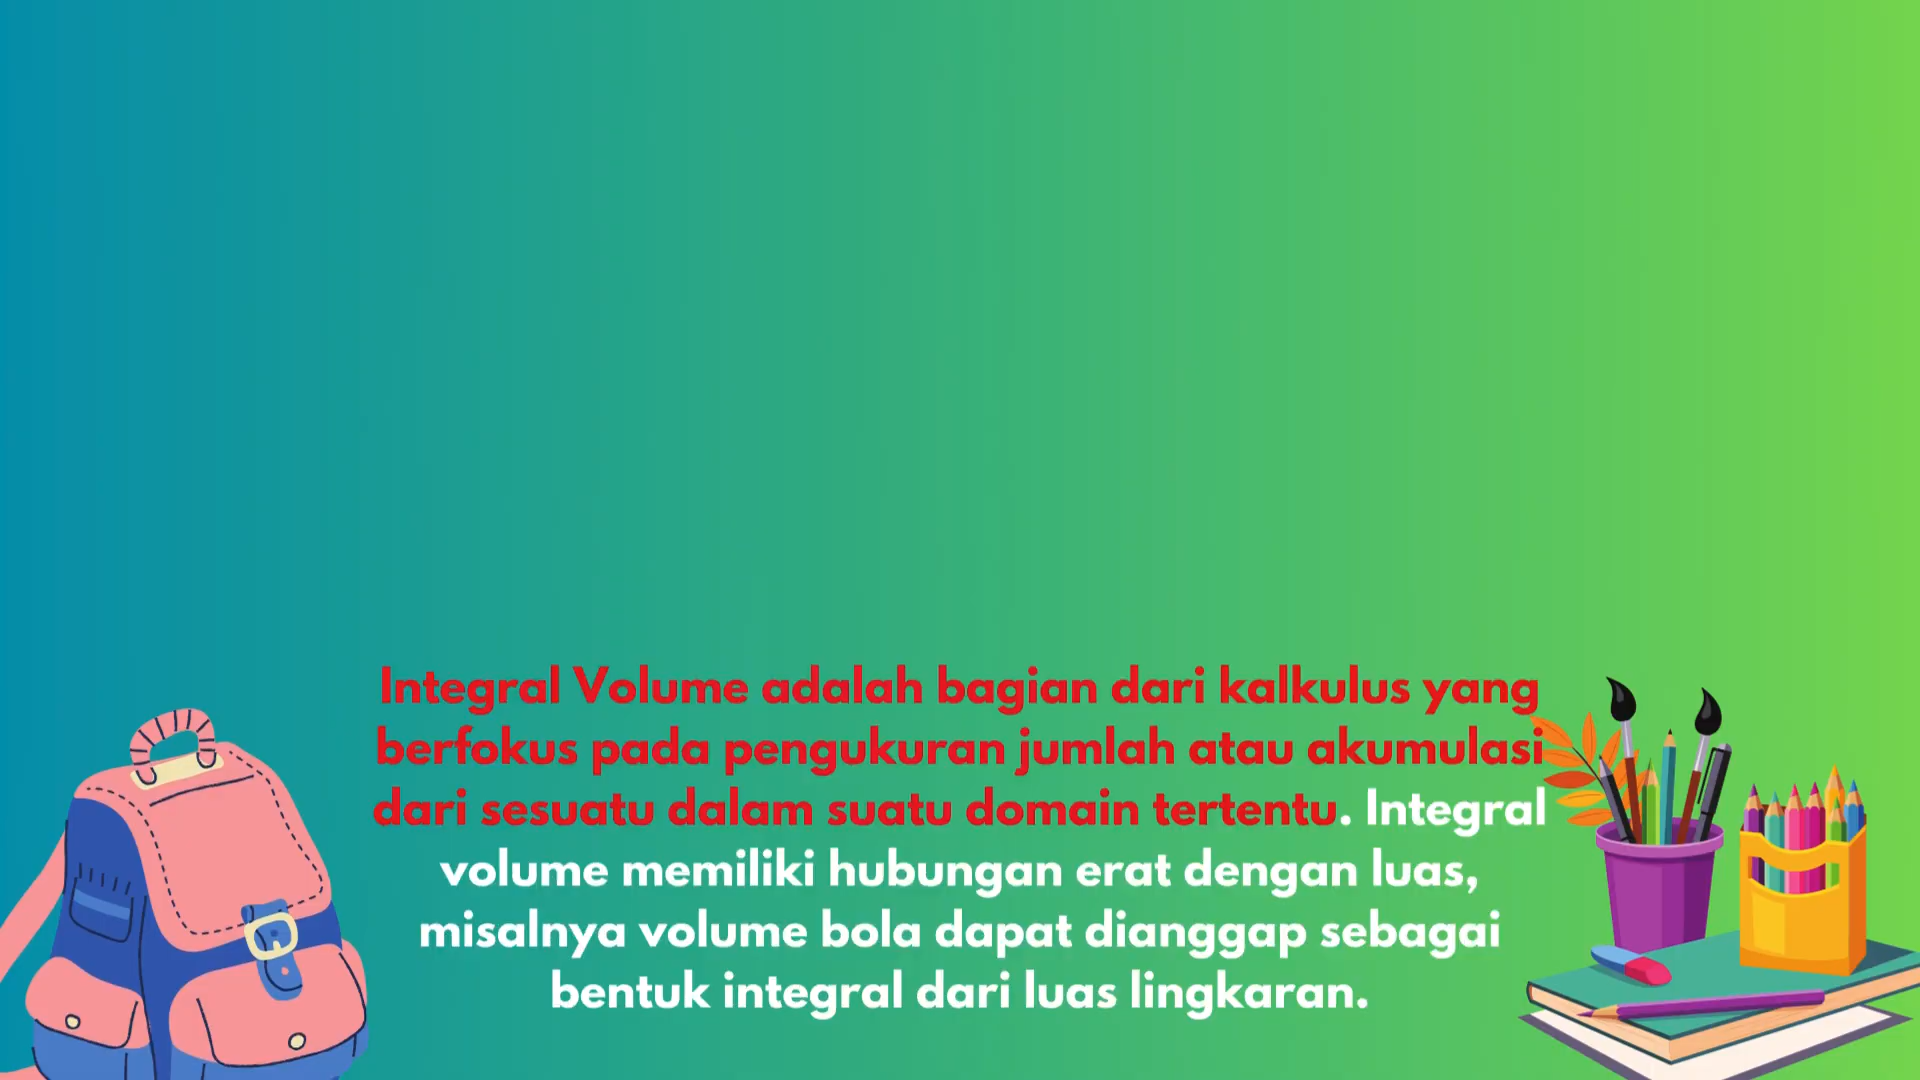 Integral Volume adalah bagian dari kalkulus yang
berfokus pada pengukuran jumlah atau akumulasi
dari sesuatu dalam suatu domain tertentu. Integral
volume memiliki hubungan erat dengan luas,
misalnya volume bola dapat dianggap sebagai
bentuk integral dari luas lingkaran.